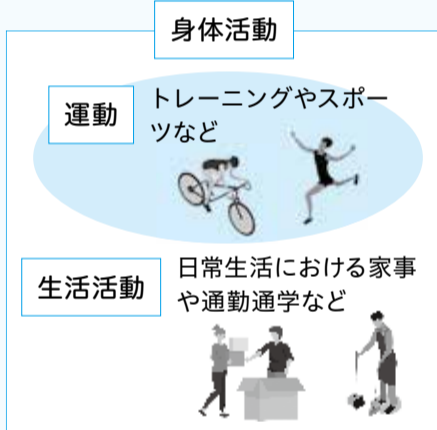 身体活動
運動
トレーニングやスポー
ツなど
生活活動
日常生活における家事
や通勤通学など